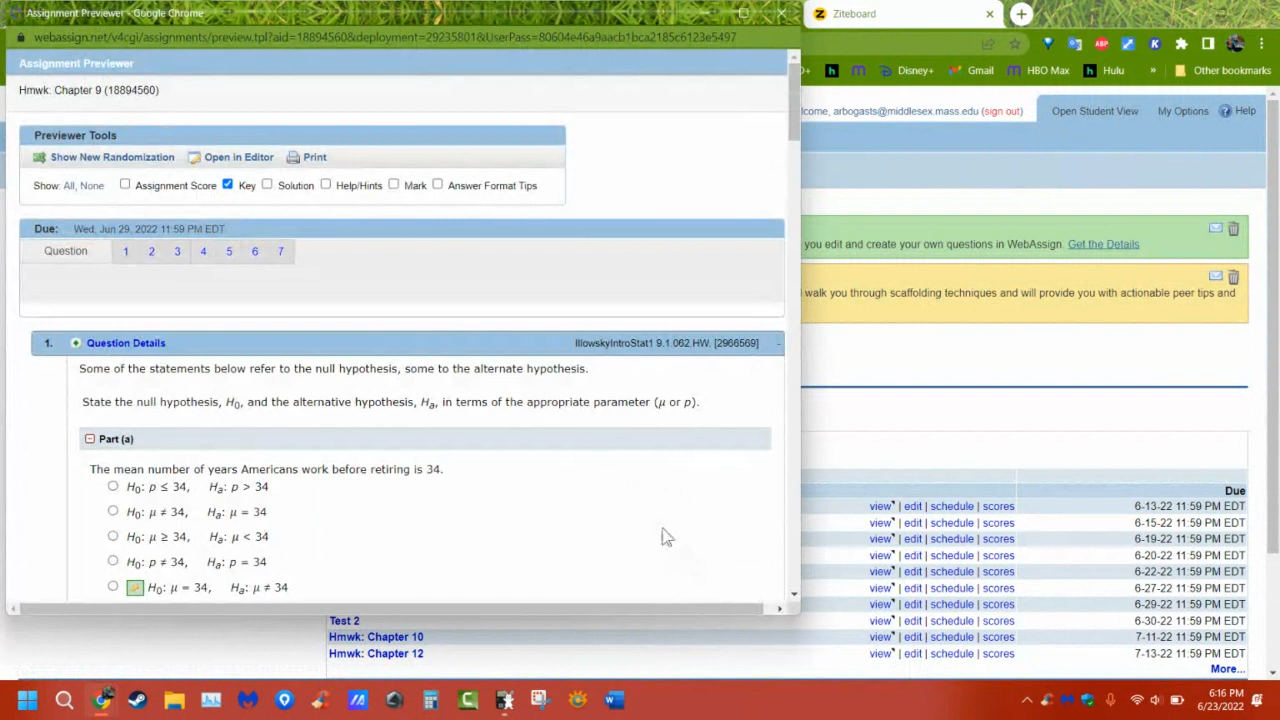 Assignment Previewer - Google Chrome
Ziteboard
webassign.net/v4cgi/assignments/preview.tpl?aid=18894560&deployment=29235801&UserPass=80604e46a9aacb1bca2185c6123e5497
Disney+
Gmail
HBO Max
Hulu
»
Other bookmarks
Assignment Previewer
Hmwk: Chapter 9 (18894560)
come, arbogasts@middlesex.mass.edu (sign out)
Open Student View
My Options
Help
Previewer Tools
Show New Randomization
Open in Editor
Print
Show: All, None
Assignment Score
Key
Solution
Help/Hints
Mark
Answer Format Tips
Due: Wed, Jun 29, 2022 11:59 PM EDT
Question 1 2 3 4 5 6 7
you edit and create your own questions in WebAssign. Get the Details
walk you through scaffolding techniques and will provide you with actionable peer tips and
1. Question Details
IllowskyIntroStat1 9.1.062.HW. [2966569]
Some of the statements below refer to the null hypothesis, some to the alternate hypothesis.
State the null hypothesis, H0, and the alternative hypothesis, Ha, in terms of the appropriate parameter (μ or p).
Part (a)
The mean number of years Americans work before retiring is 34.
H0: p ≤ 34, Ha: p > 34
H0: μ ≠ 34, Ha: μ = 34
H0: μ ≥ 34, Ha: μ < 34
H0: p ≠ 34, Ha: p = 34
H0: μ = 34, Ha: μ ≠ 34
Due
view | edit | schedule | scores 6-13-22 11:59 PM EDT
view | edit | schedule | scores 6-15-22 11:59 PM EDT
view | edit | schedule | scores 6-19-22 11:59 PM EDT
view | edit | schedule | scores 6-20-22 11:59 PM EDT
view | edit | schedule | scores 6-22-22 11:59 PM EDT
view | edit | schedule | scores 6-27-22 11:59 PM EDT
view | edit | schedule | scores 6-29-22 11:59 PM EDT
Test 2 view | edit | schedule | scores 6-30-22 11:59 PM EDT
Hmwk: Chapter 10 view | edit | schedule | scores 7-11-22 11:59 PM EDT
Hmwk: Chapter 12 view | edit | schedule | scores 7-13-22 11:59 PM EDT
More...
6:16 PM
6/23/2022